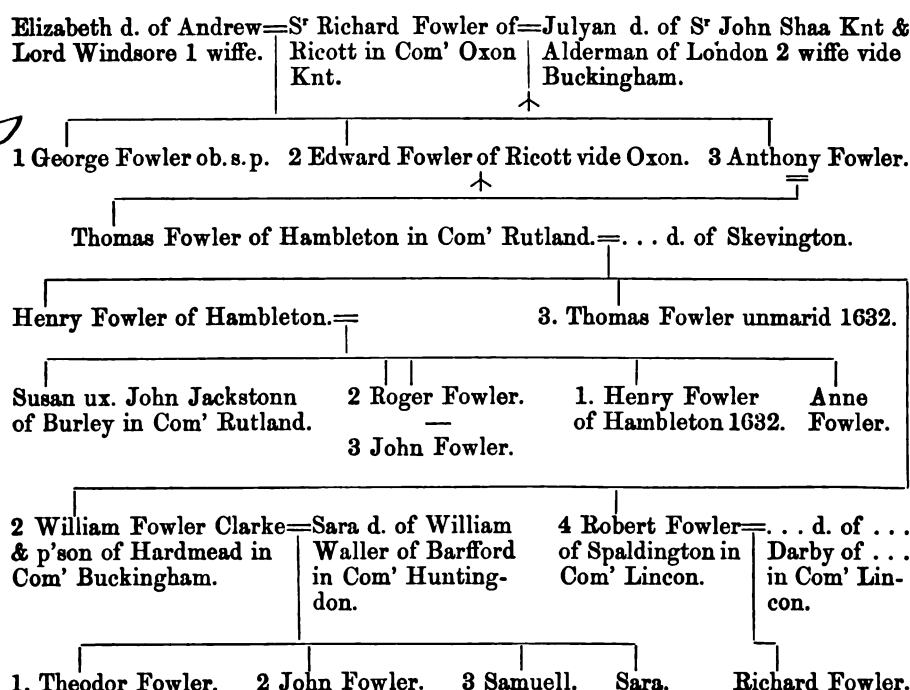 Elizabeth d. of Andrew=Sʳ Richard Fowler of=Julyan d. of Sʳ John Shaa Knt &
Lord Windsore 1 wiffe. Ricott in Com' Oxon Alderman of London 2 wiffe vide
Knt. Buckingham.
1 George Fowler ob. s. p. 2 Edward Fowler of Ricott vide Oxon. 3 Anthony Fowler.
=
Thomas Fowler of Hambleton in Com' Rutland.=. . . d. of Skevington.
Henry Fowler of Hambleton.= 3. Thomas Fowler unmarid 1632.
Susan ux. John Jackstonn 2 Roger Fowler. 1. Henry Fowler Anne
of Burley in Com' Rutland. — of Hambleton 1632. Fowler.
3 John Fowler.
2 William Fowler Clarke=Sara d. of William 4 Robert Fowler=. . . d. of . . .
& p'son of Hardmead in Waller of Barfford of Spaldington in Darby of . . .
Com' Buckingham. in Com' Hunting- Com' Lincon. in Com' Lin-
don. con.
1. Theodor Fowler. 2 John Fowler. 3 Samuell. Sara. Richard Fowler.